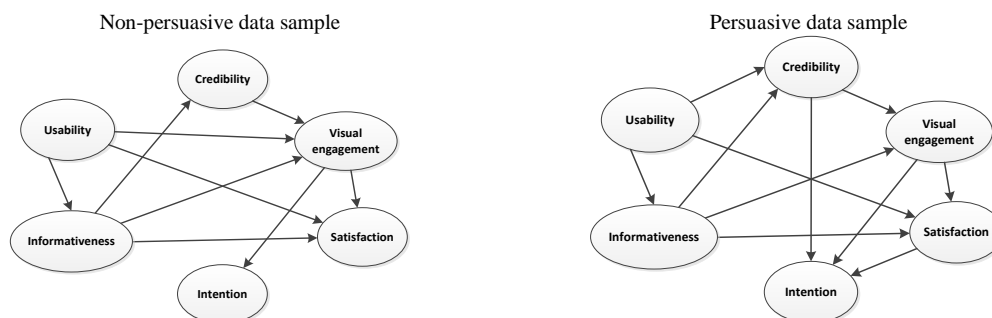 Non-persuasive data sample
Credibility
Usability
Visual
engagement
Informativeness
Satisfaction
Intention
Persuasive data sample
Credibility
Usability
Visual
engagement
Informativeness
Satisfaction
Intention